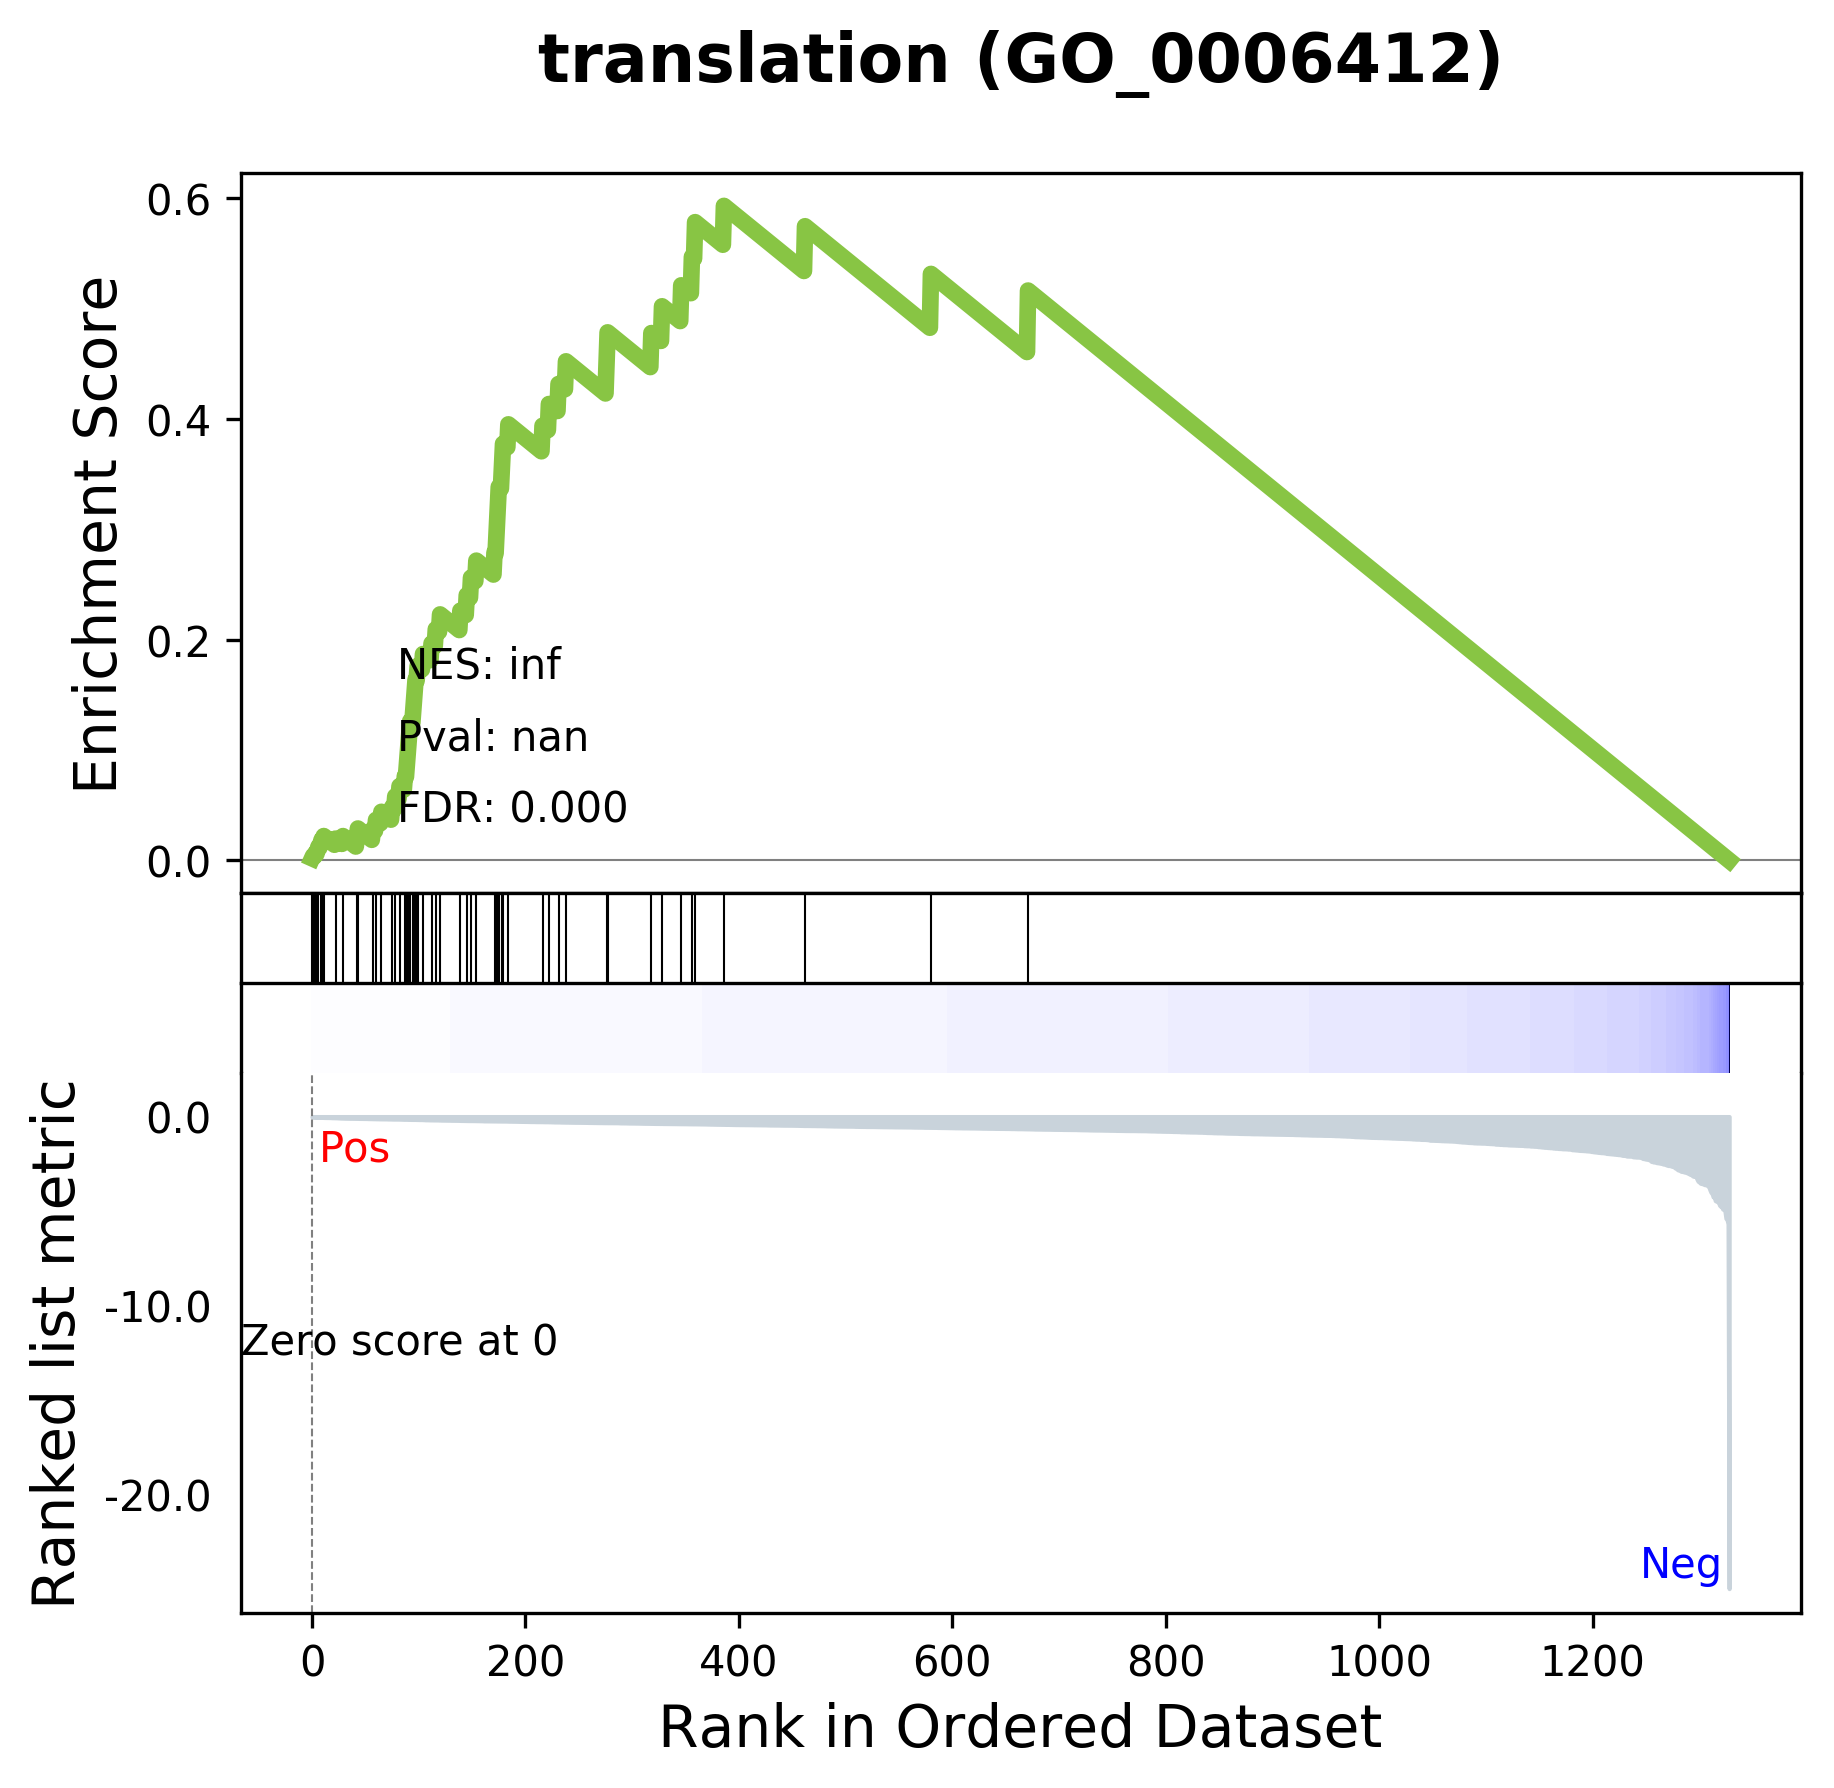 translation (GO_0006412)
Enrichment Score
0.6
0.4
0.2
0.0
NES: inf
Pval: nan
FDR: 0.000
Ranked list metric
0.0
-10.0
-20.0
Pos
Zero score at 0
Neg
0 200 400 600 800 1000 1200
Rank in Ordered Dataset